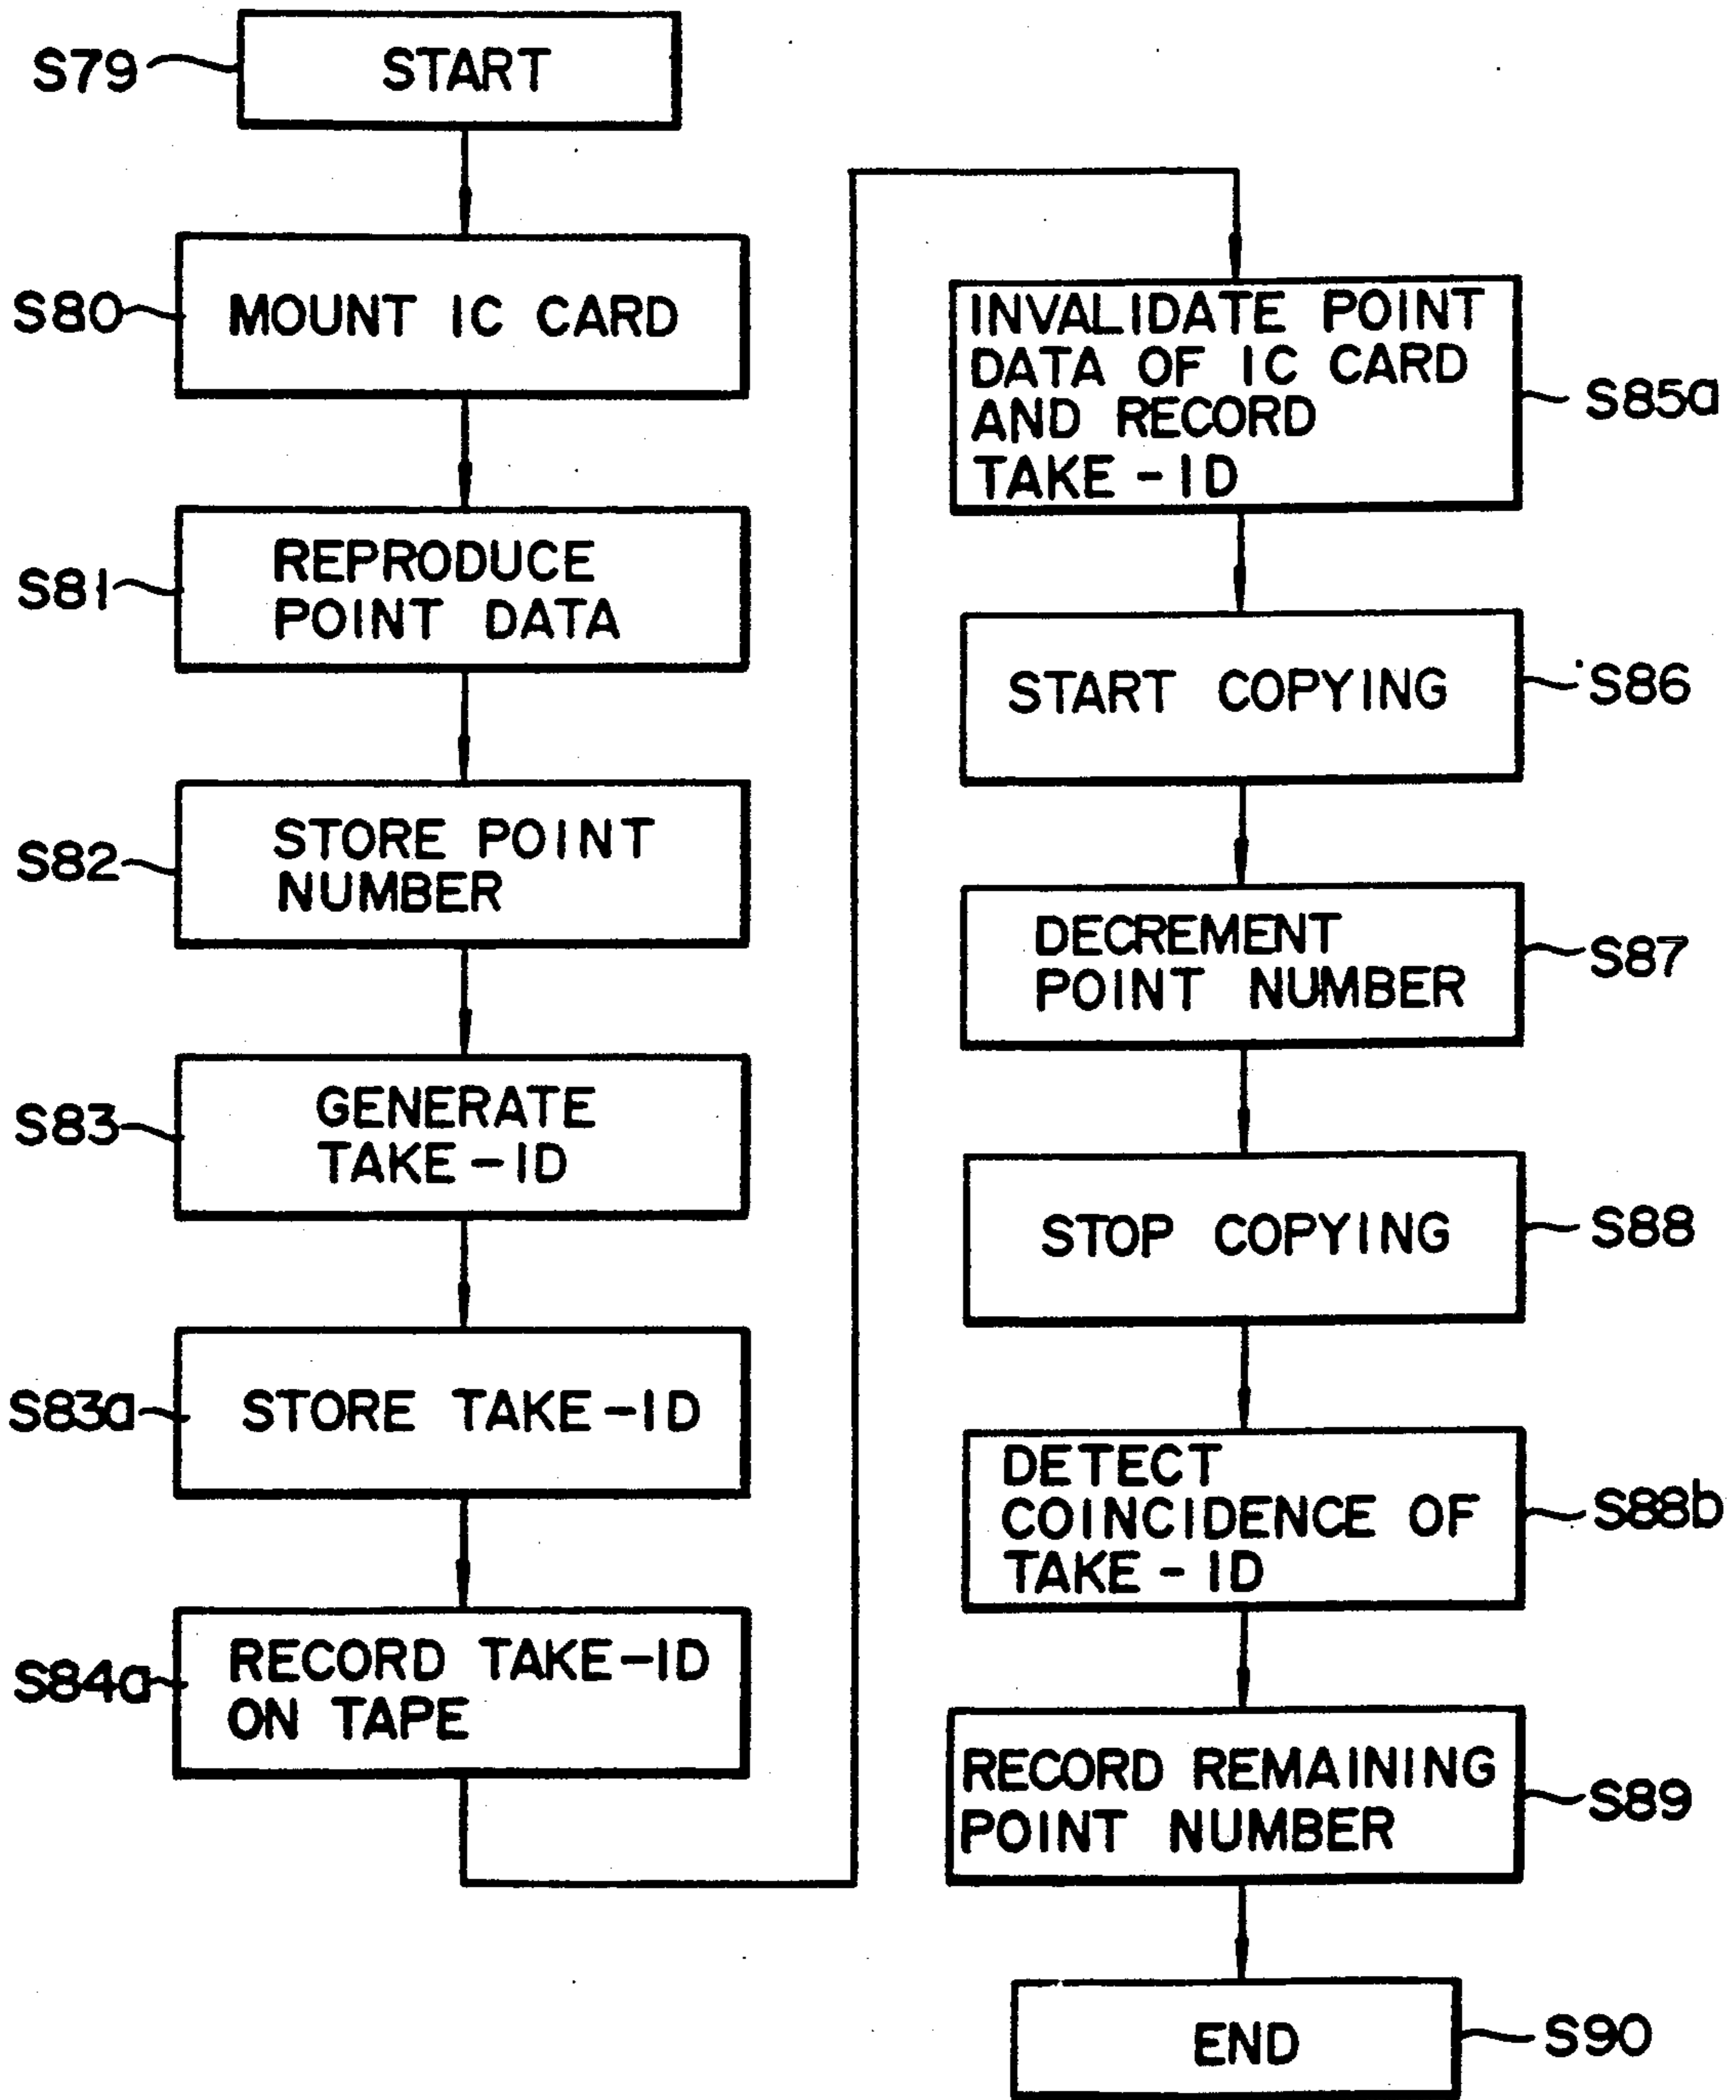 S79
START
S80
MOUNT IC CARD
S81
REPRODUCE
POINT DATA
S82
STORE POINT
NUMBER
S83
GENERATE
TAKE-ID
S83a
STORE TAKE-ID
S84a
RECORD TAKE-ID
ON TAPE
INVALIDATE POINT
DATA OF IC CARD
AND RECORD
TAKE-ID
S85a
START COPYING
S86
DECREMENT
POINT NUMBER
S87
STOP COPYING
S88
DETECT
COINCIDENCE OF
TAKE-ID
S88b
RECORD REMAINING
POINT NUMBER
S89
END
S90